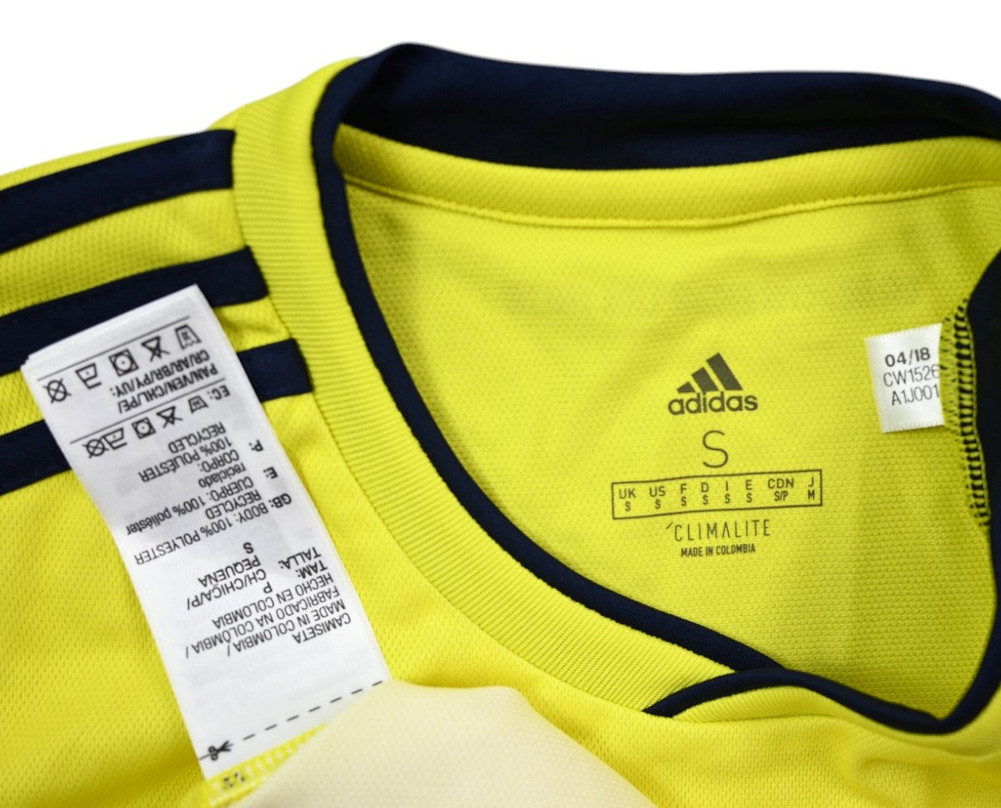 adidas
S
UK US F D I E CDN J
S S S S S S S/P M
CLIMALITE
MADE IN COLOMBIA
04/18
CW1526
A1J001
CAMISETA
MADE IN COLOMBIA /
FABRICADO NA COLÔMBIA /
HECHO EN COLOMBIA
TAM: P
TALLA: CH/CHICA/P/
PEQUEÑA
S
GB: BODY: 100% POLYESTER
RECYCLED
E: CUERPO: 100% poliéster
reciclado
P: CORPO:
100% POLIÉSTER
RECYCLED
EC:
PAN/VEN/CHL/PE/
CR/AR/BR/PY/UY: